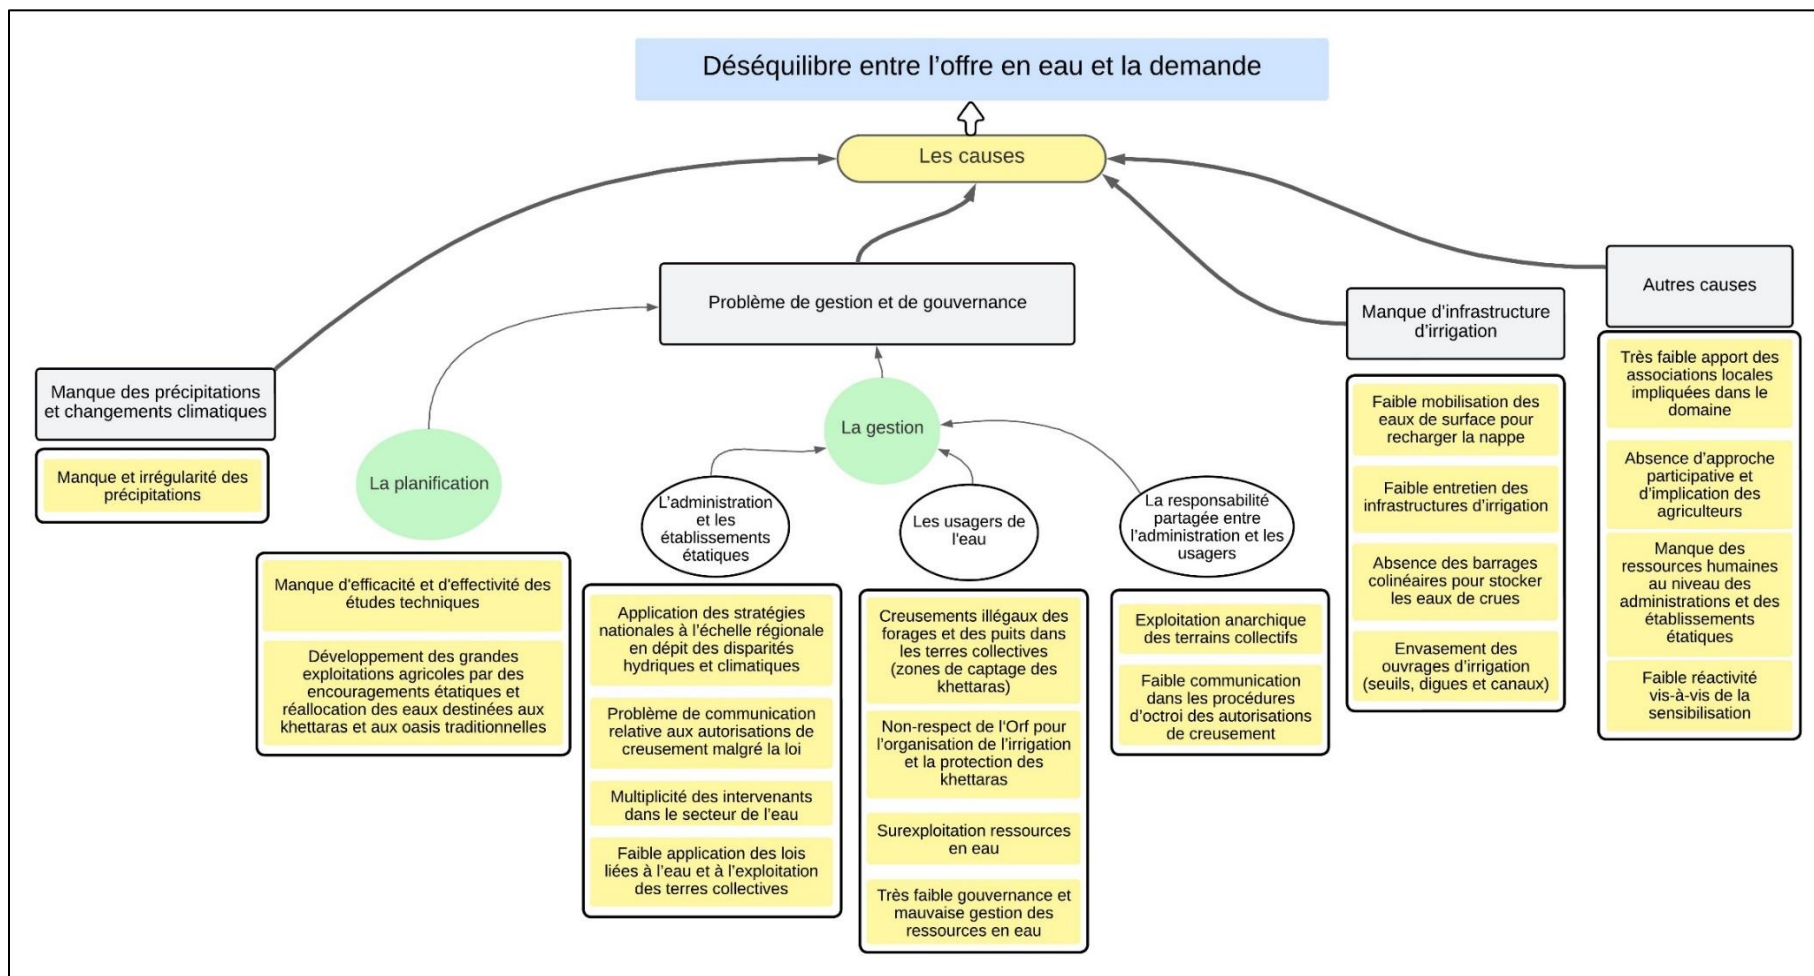 Déséquilibre entre l'offre en eau et la demande
Les causes
Manque des précipitations
et changements climatiques
Manque et irrégularité des
précipitations
Problème de gestion et de gouvernance
La planification
Manque d'efficacité et d'effectivité des
études techniques
Développement des grandes
exploitations agricoles par des
encouragements étatiques et
réallocation des eaux destinées aux
khettaras et aux oasis traditionnelles
La gestion
L'administration
et les
établissements
étatiques
Application des stratégies
nationales à l'échelle régionale
en dépit des disparités
hydriques et climatiques
Problème de communication
relative aux autorisations de
creusement malgré la loi
Multiplicité des intervenants
dans le secteur de l'eau
Faible application des lois
liées à l'eau et à l'exploitation
des terres collectives
Les usagers de
l'eau
Creusements illégaux des
forages et des puits dans
les terres collectives
(zones de captage des
khettaras)
Non-respect de l'Orf pour
l'organisation de l'irrigation
et la protection des
khettaras
Surexploitation ressources
en eau
Très faible gouvernance et
mauvaise gestion des
ressources en eau
La responsabilité
partagée entre
l'administration et les
usagers
Exploitation anarchique
des terrains collectifs
Faible communication
dans les procédures
d'octroi des autorisations
de creusement
Manque d'infrastructure
d'irrigation
Faible mobilisation des
eaux de surface pour
recharger la nappe
Faible entretien des
infrastructures d'irrigation
Absence des barrages
colinéaires pour stocker
les eaux de crues
Envasement des
ouvrages d'irrigation
(seuils, digues et canaux)
Autres causes
Très faible apport des
associations locales
impliquées dans le
domaine
Absence d'approche
participative et
d'implication des
agriculteurs
Manque des
ressources humaines
au niveau des
administrations et des
établissements
étatiques
Faible réactivité
vis-à-vis de la
sensibilisation